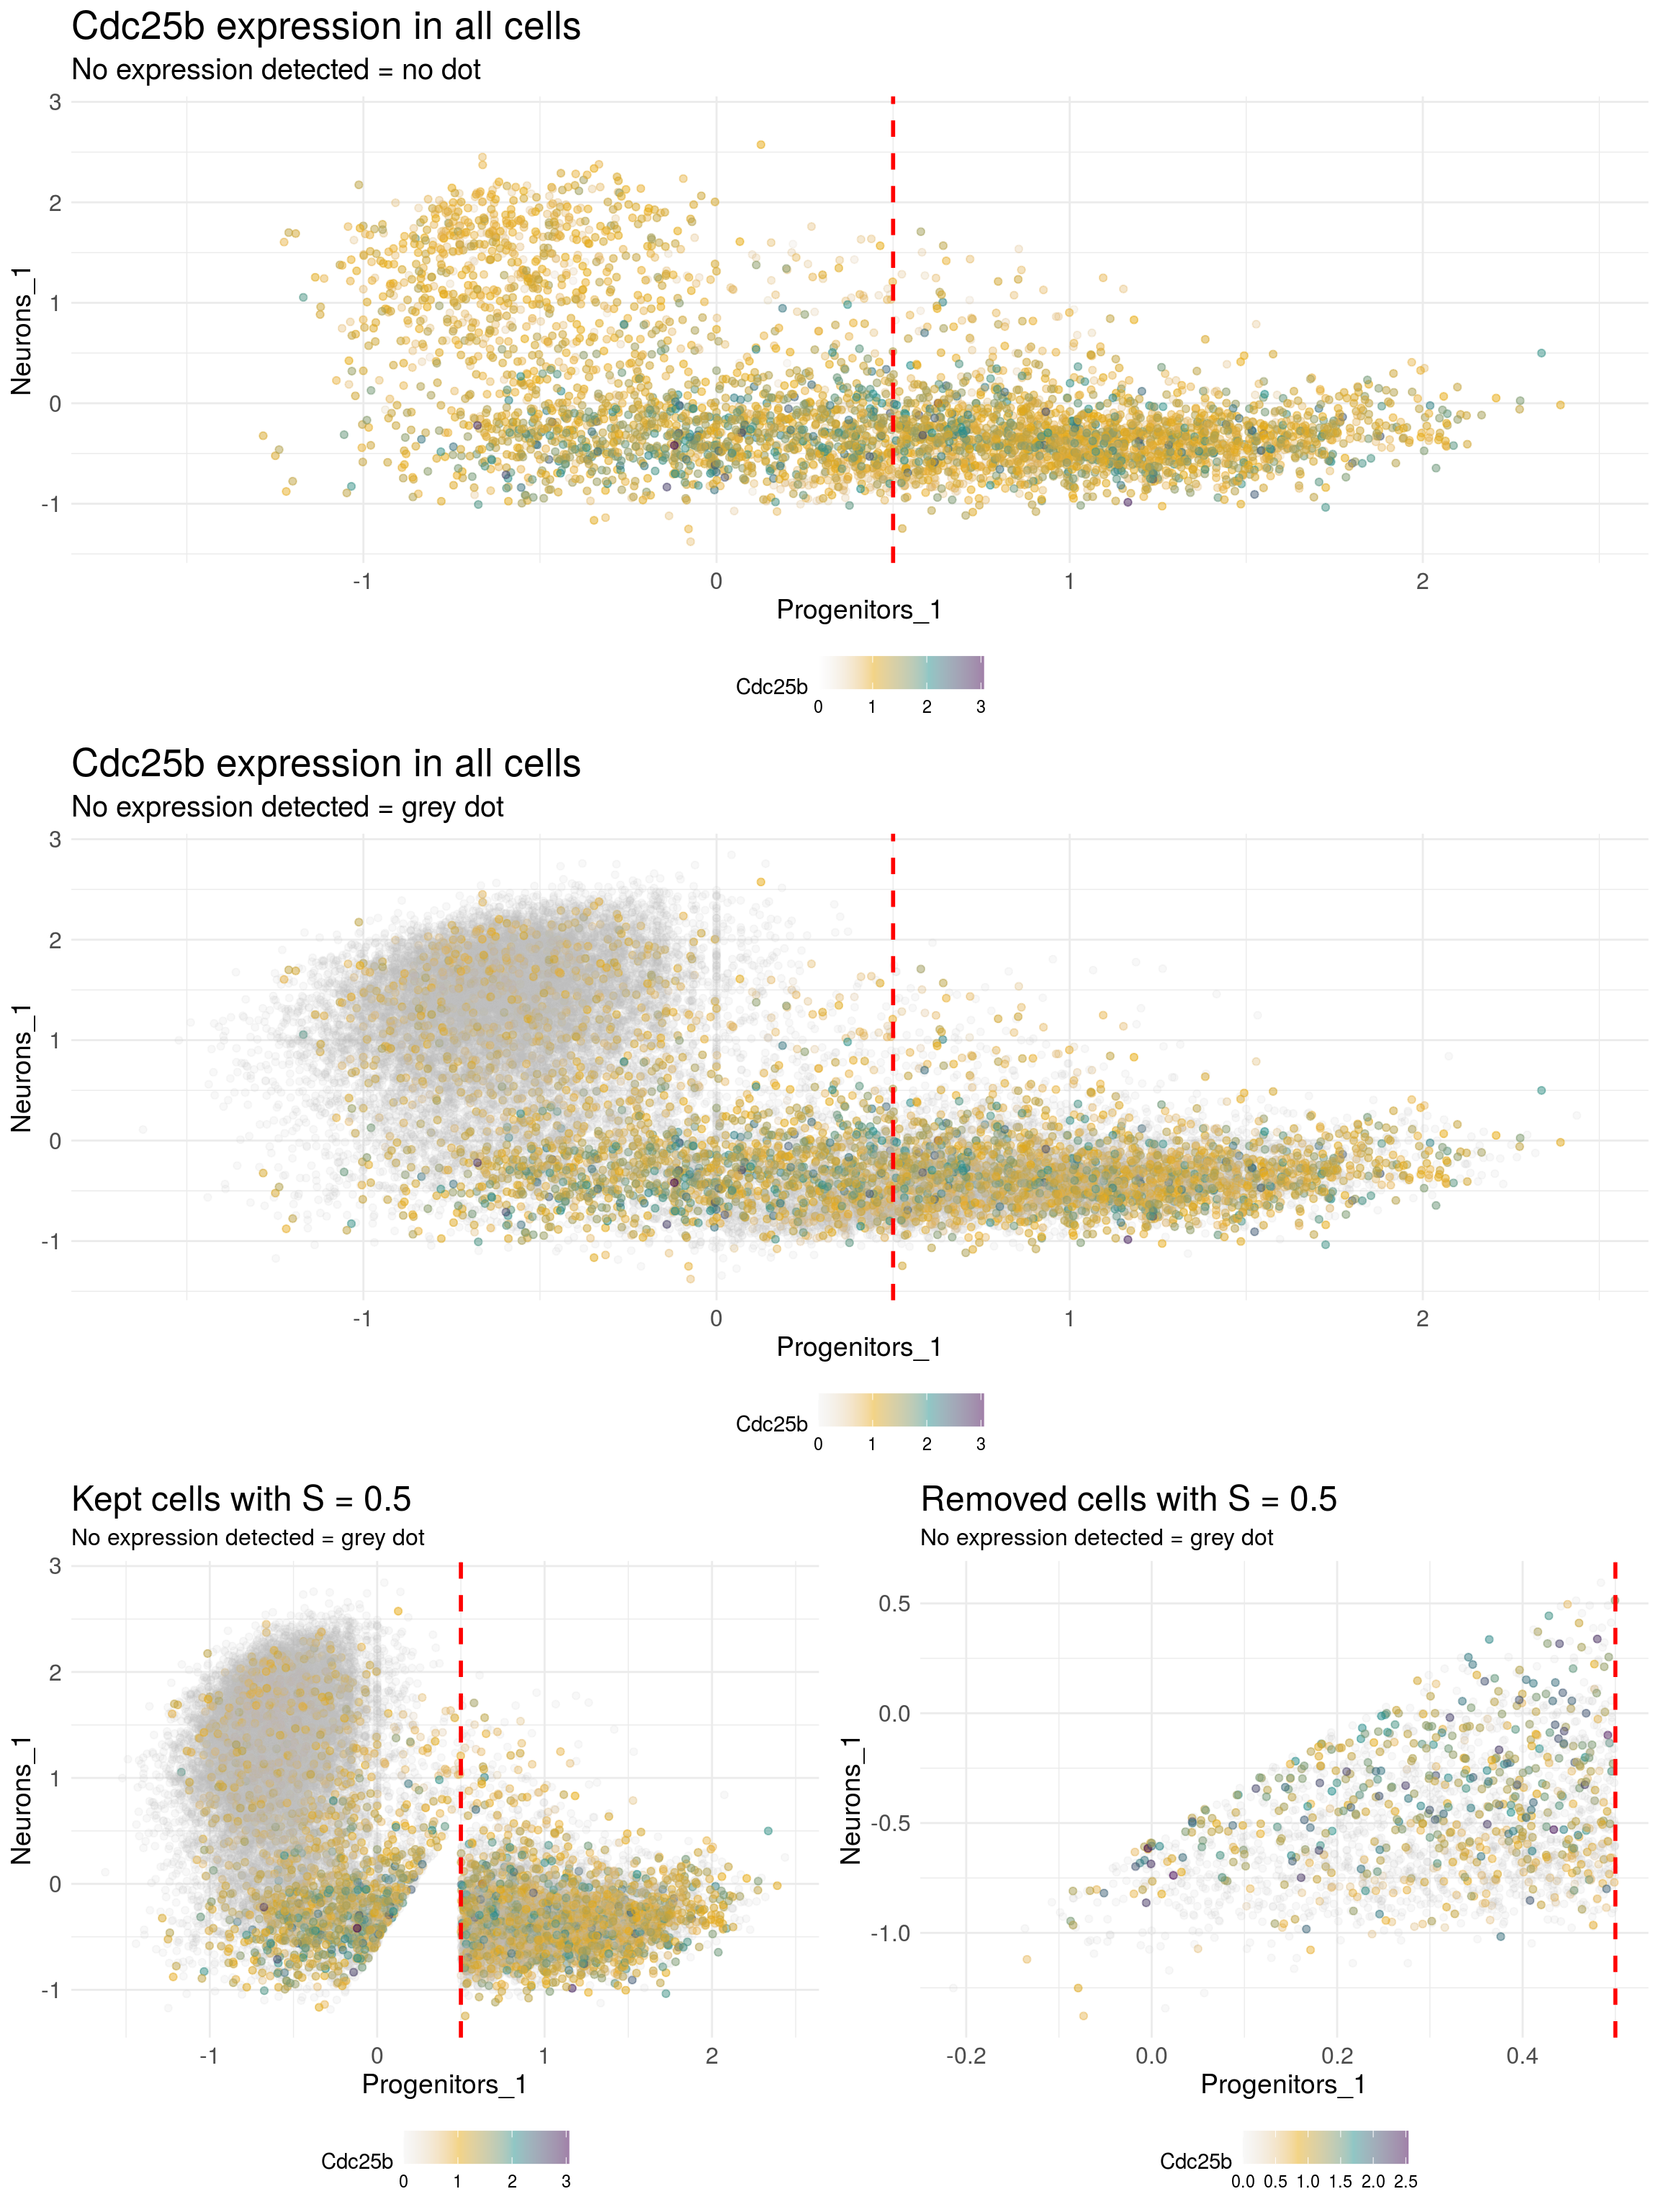 Cdc25b expression in all cells
No expression detected = no dot
3
2
1
0
-1
Neurons_1
-1 0 1 2
Progenitors_1
Cdc25b
0 1 2 3
Cdc25b expression in all cells
No expression detected = grey dot
3
2
1
0
-1
Neurons_1
-1 0 1 2
Progenitors_1
Cdc25b
0 1 2 3
Kept cells with S = 0.5
No expression detected = grey dot
3
2
1
0
-1
Neurons_1
-1 0 1 2
Progenitors_1
Cdc25b
0 1 2 3
Removed cells with S = 0.5
No expression detected = grey dot
0.5
0.0
-0.5
-1.0
Neurons_1
-0.2 0.0 0.2 0.4
Progenitors_1
Cdc25b
0.0 0.5 1.0 1.5 2.0 2.5